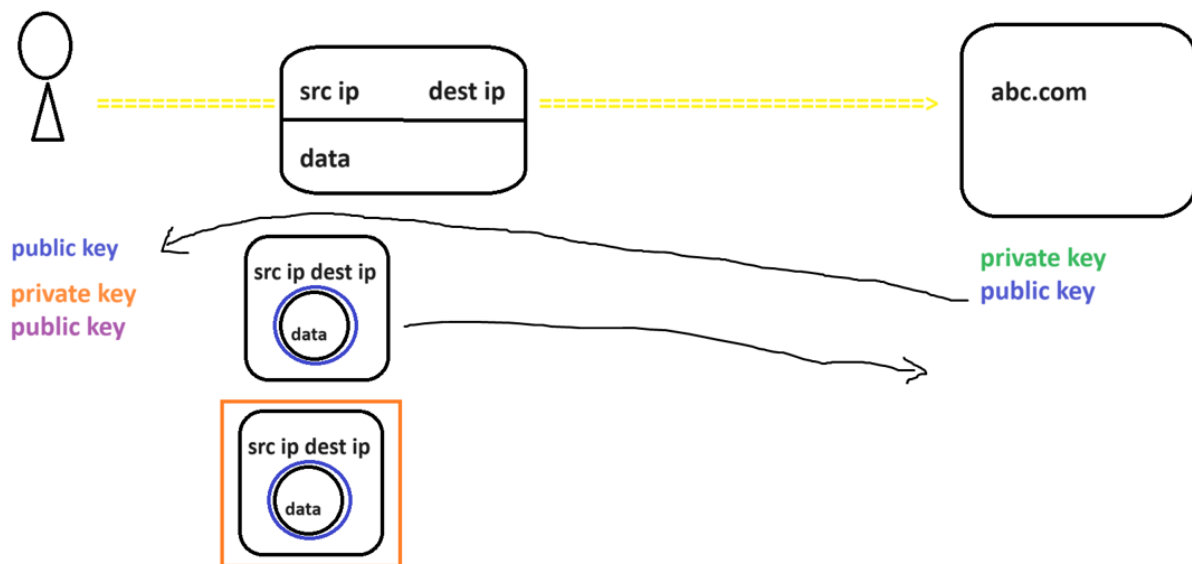 src ip dest ip
abc.com
data
public key
private key
public key
src ip dest ip
data
private key
public key
src ip dest ip
data